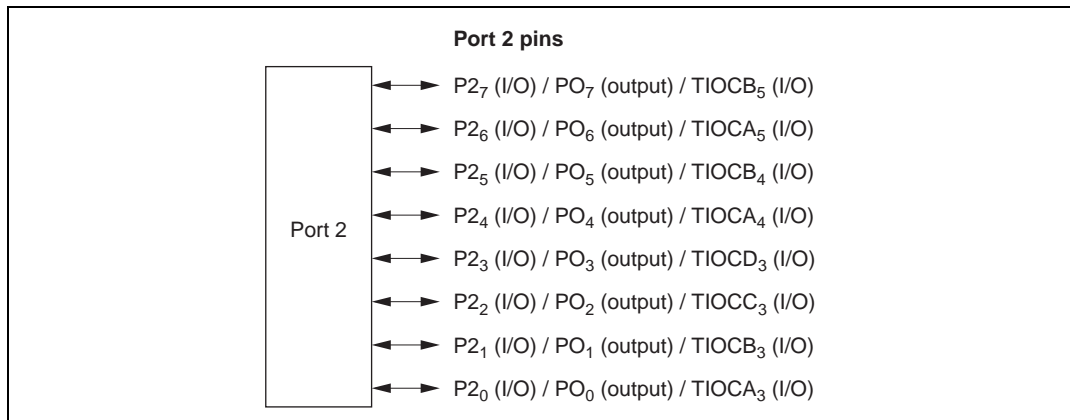 Port 2 pins
P2₇ (I/O) / PO₇ (output) / TIOCB₅ (I/O)
P2₆ (I/O) / PO₆ (output) / TIOCA₅ (I/O)
P2₅ (I/O) / PO₅ (output) / TIOCB₄ (I/O)
P2₄ (I/O) / PO₄ (output) / TIOCA₄ (I/O)
Port 2
P2₃ (I/O) / PO₃ (output) / TIOCD₃ (I/O)
P2₂ (I/O) / PO₂ (output) / TIOCC₃ (I/O)
P2₁ (I/O) / PO₁ (output) / TIOCB₃ (I/O)
P2₀ (I/O) / PO₀ (output) / TIOCA₃ (I/O)